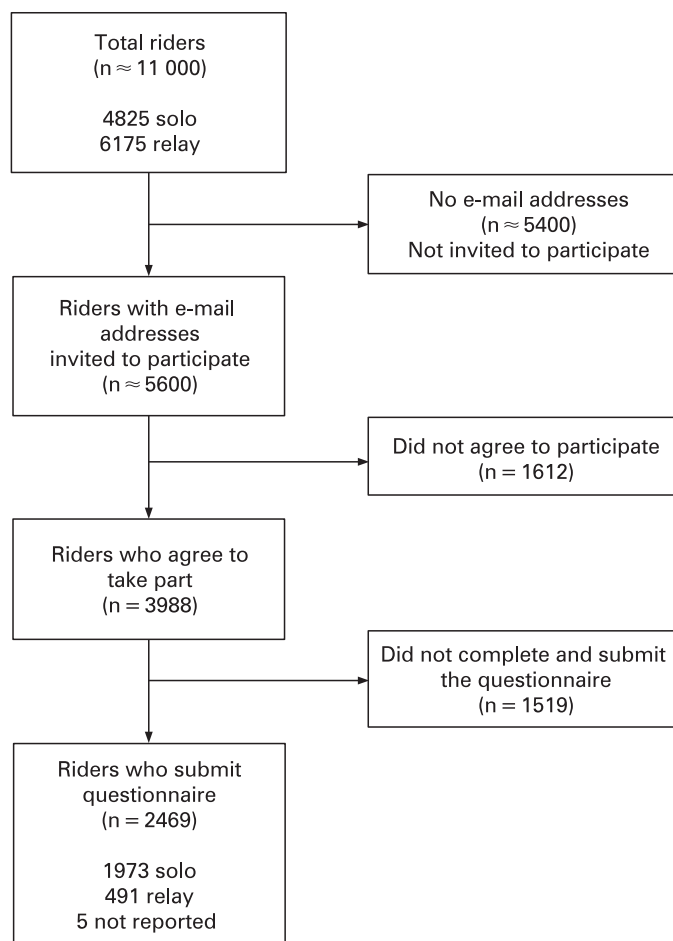 Total riders
(n ≈ 11 000)
4825 solo
6175 relay
No e-mail addresses
(n ≈ 5400)
Not invited to participate
Riders with e-mail
addresses
invited to participate
(n ≈ 5600)
Did not agree to participate
(n = 1612)
Riders who agree to
take part
(n = 3988)
Did not complete and submit
the questionnaire
(n = 1519)
Riders who submit
questionnaire
(n = 2469)
1973 solo
491 relay
5 not reported